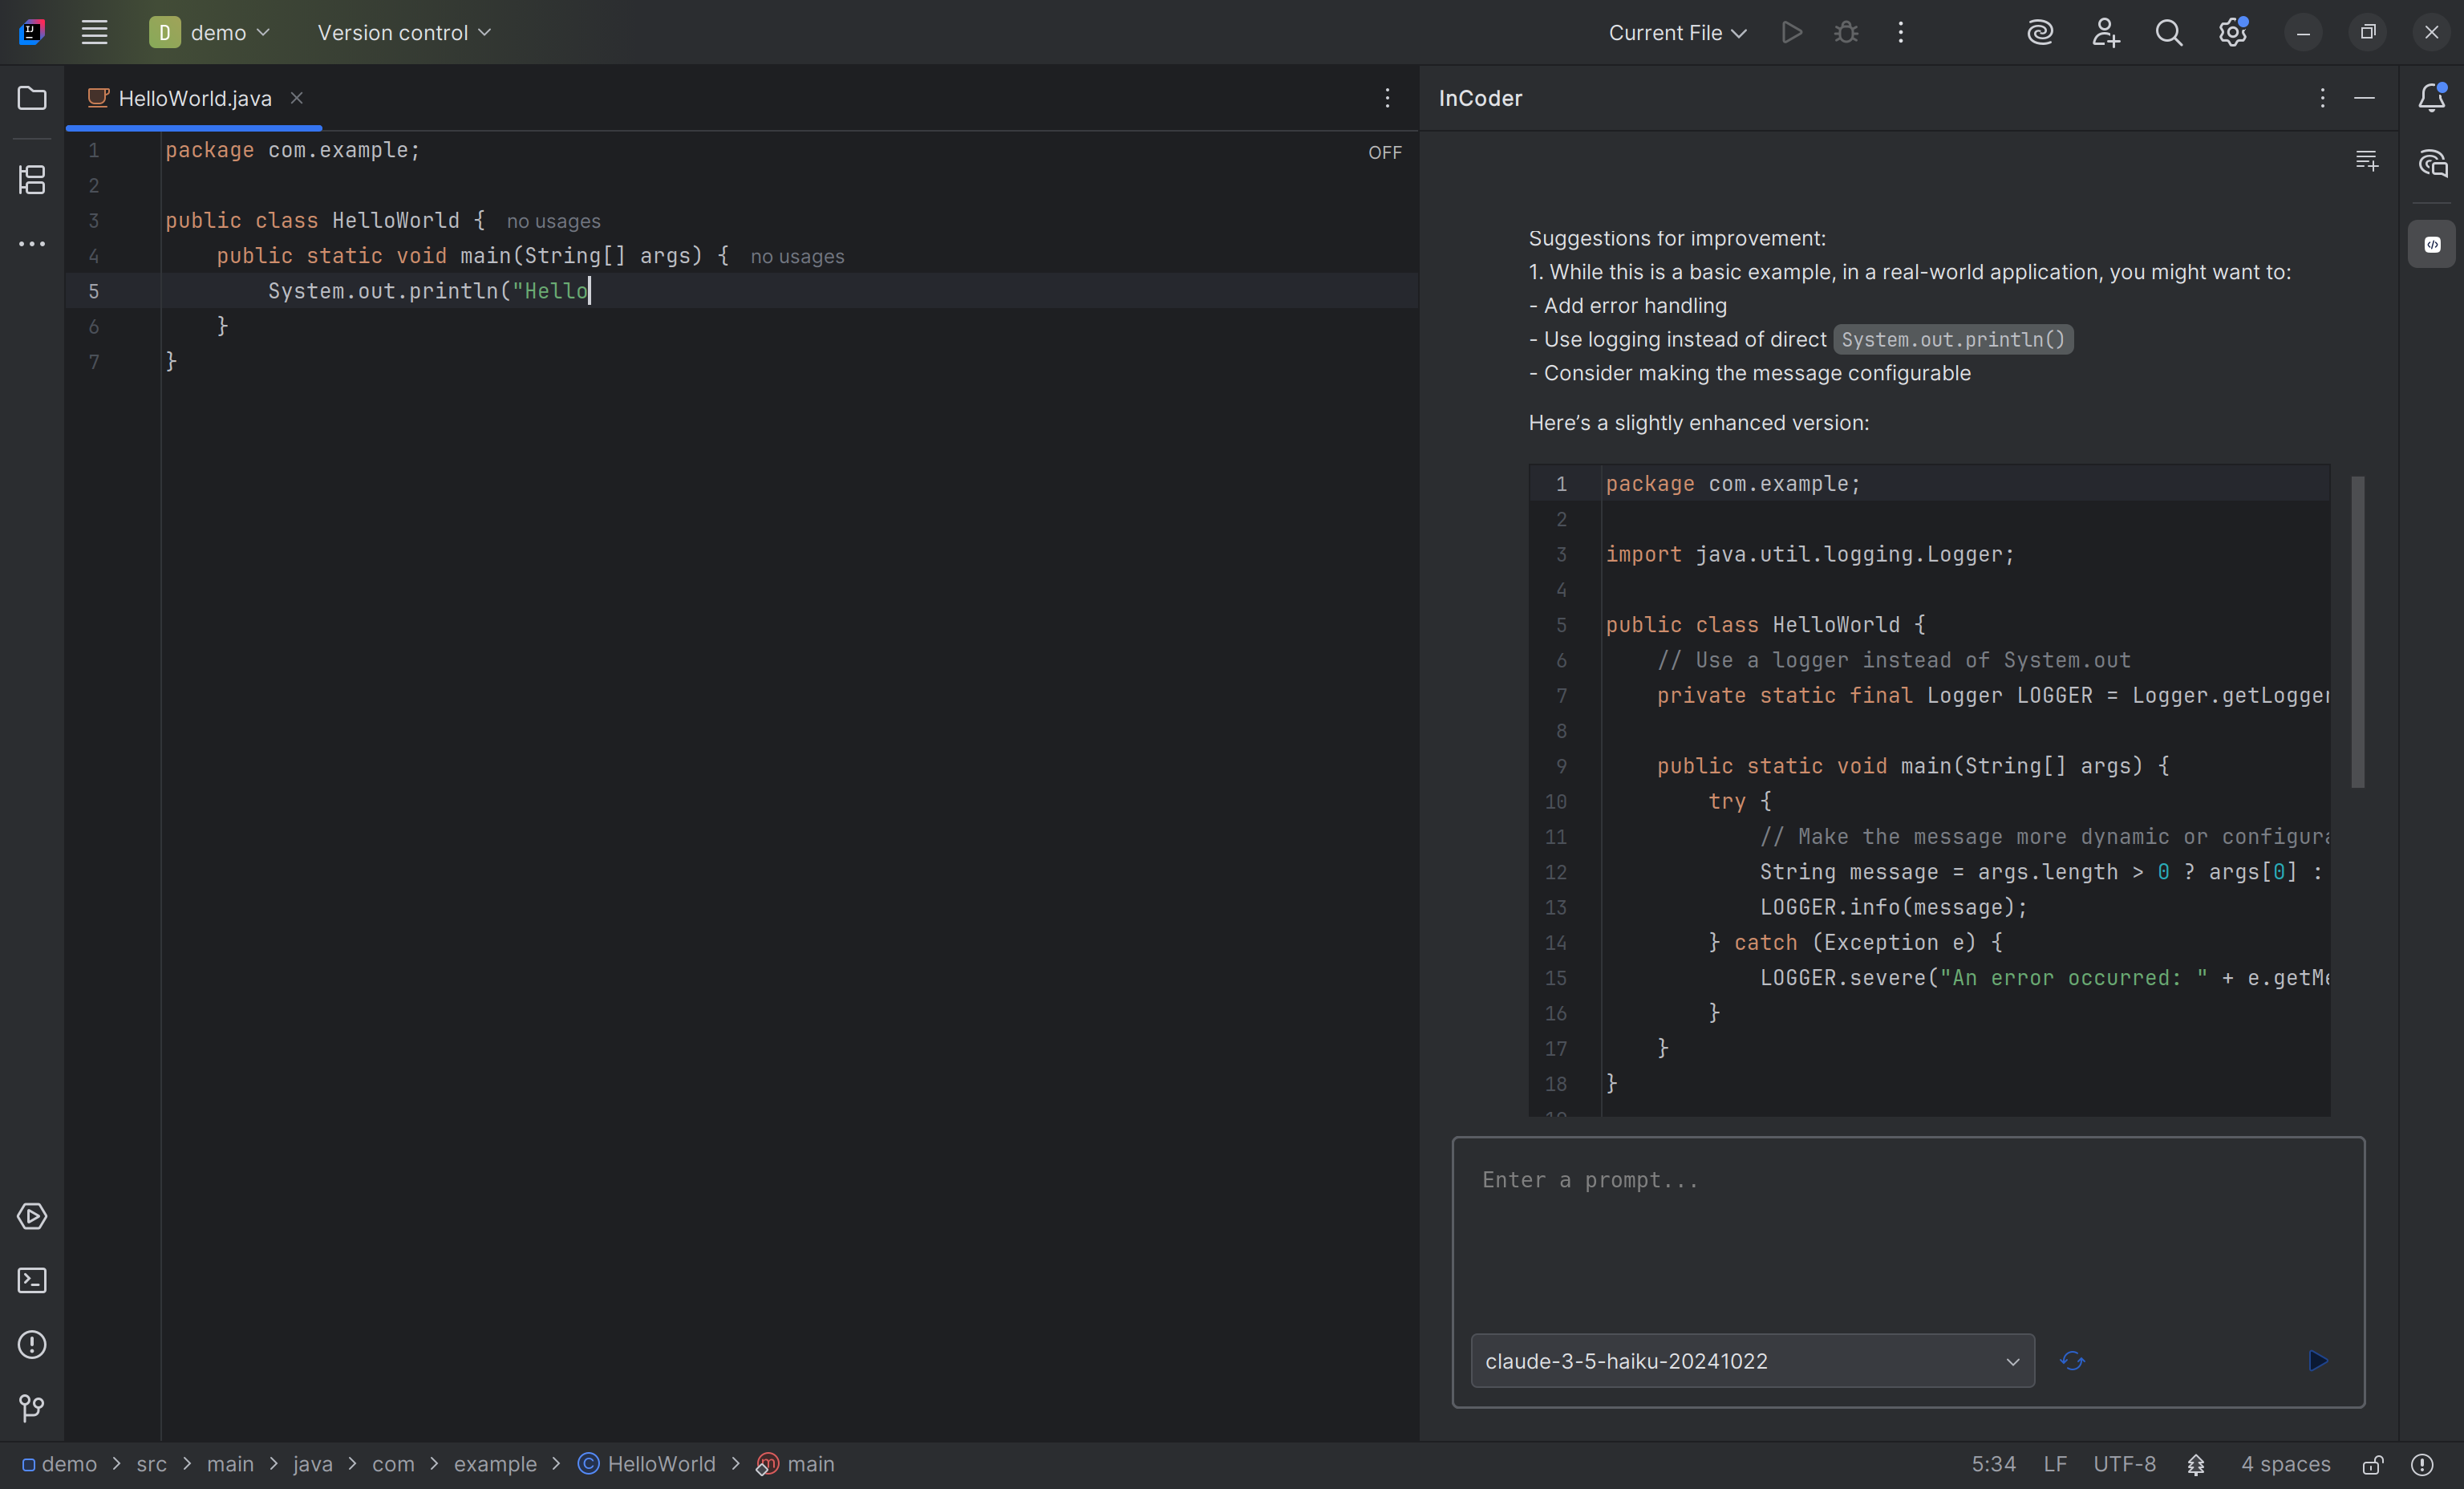 IJ
D demo
Version control
Current File
HelloWorld.java
OFF
1 package com.example;
2
3 public class HelloWorld { no usages
4 public static void main(String[] args) { no usages
5 System.out.println("Hello
6 }
7 }
InCoder
Suggestions for improvement:
1. While this is a basic example, in a real-world application, you might want to:
- Add error handling
- Use logging instead of direct System.out.println()
- Consider making the message configurable
Here's a slightly enhanced version:
1 package com.example;
2
3 import java.util.logging.Logger;
4
5 public class HelloWorld {
6 // Use a logger instead of System.out
7 private static final Logger LOGGER = Logger.getLogger
8
9 public static void main(String[] args) {
10 try {
11 // Make the message more dynamic or configura
12 String message = args.length > 0 ? args[0] :
13 LOGGER.info(message);
14 } catch (Exception e) {
15 LOGGER.severe("An error occurred: " + e.getMe
16 }
17 }
18 }
Enter a prompt...
claude-3-5-haiku-20241022
demo > src > main > java > com > example > HelloWorld > main
5:34 LF UTF-8 4 spaces